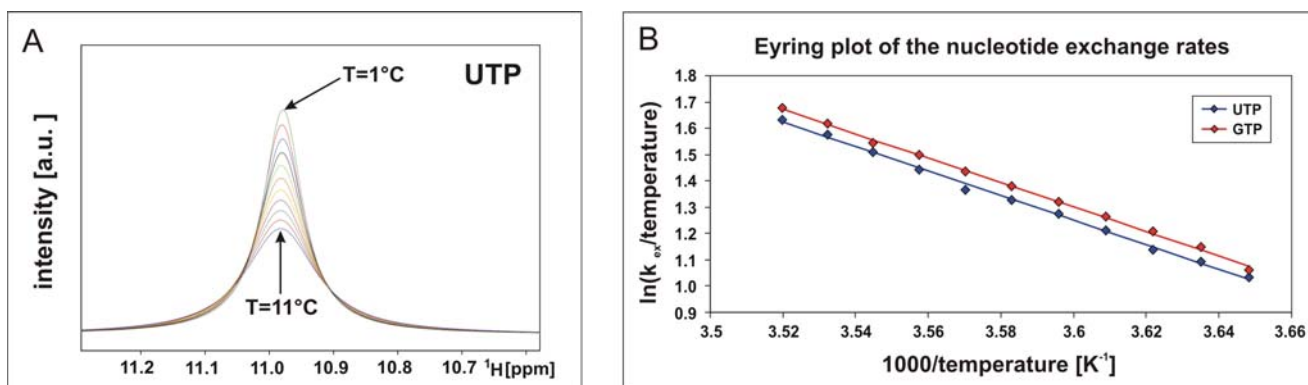 A
UTP
T=1°C
T=11°C
intensity [a.u.]
11.2 11.1 11.0 10.9 10.8 10.7 ¹H[ppm]
B
Eyring plot of the nucleotide exchange rates
UTP
GTP
ln(k ex/temperature)
1.8
1.7
1.6
1.5
1.4
1.3
1.2
1.1
1.0
0.9
3.5 3.52 3.54 3.56 3.58 3.6 3.62 3.64 3.66
1000/temperature [K⁻¹]